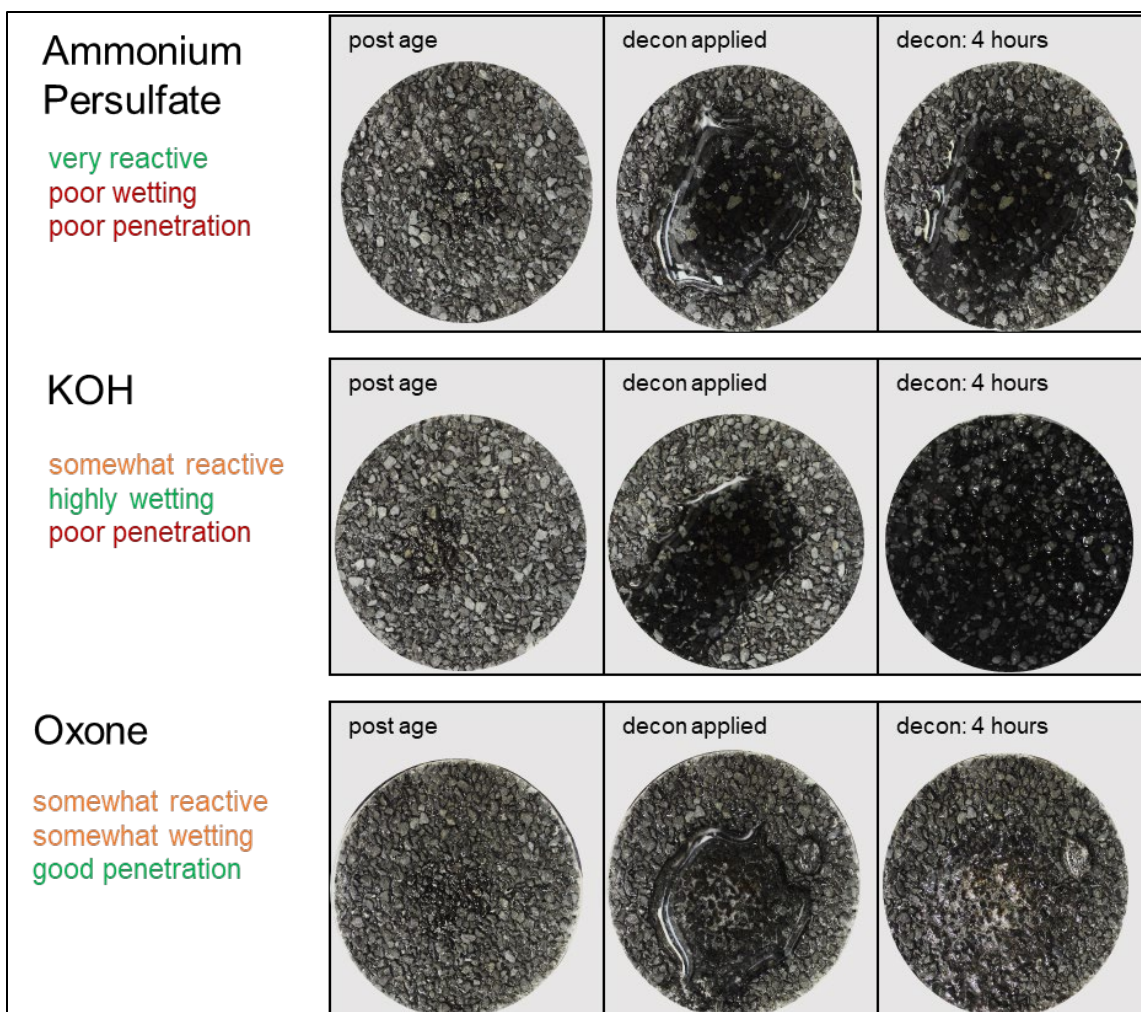 Ammonium
Persulfate
very reactive
poor wetting
poor penetration
post age
decon applied
decon: 4 hours
KOH
somewhat reactive
highly wetting
poor penetration
post age
decon applied
decon: 4 hours
Oxone
somewhat reactive
somewhat wetting
good penetration
post age
decon applied
decon: 4 hours